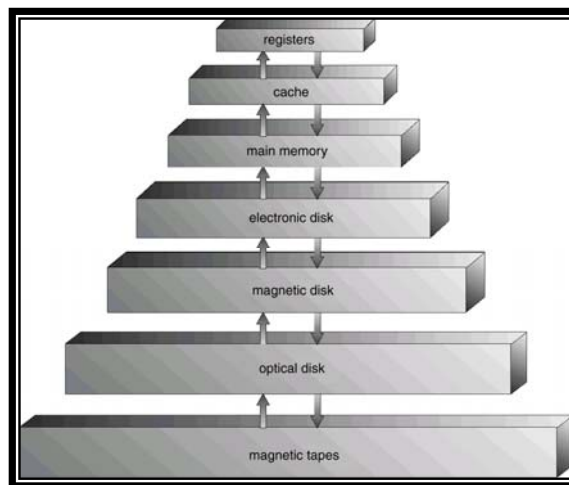 registers
cache
main memory
electronic disk
magnetic disk
optical disk
magnetic tapes